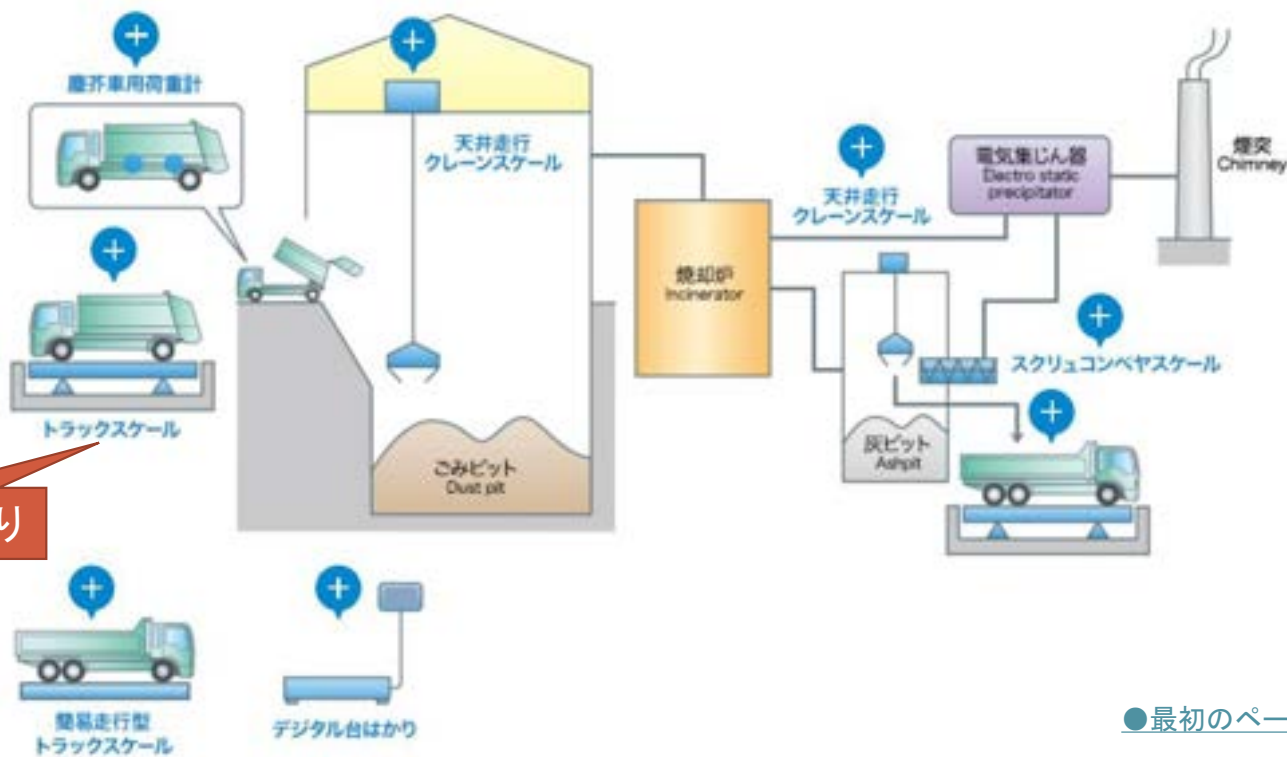 塵芥車用荷重計
天井走行
クレーンスケール
天井走行
クレーンスケール
電気集じん器
Electro static
precipitator
煙突
Chimney
焼却炉
Incinerator
トラックスケール
スクリュコンベヤスケール
ごみピット
Dust pit
灰ピット
Ashpit
り
簡易走行型
トラックスケール
デジタル台はかり
●最初のペー